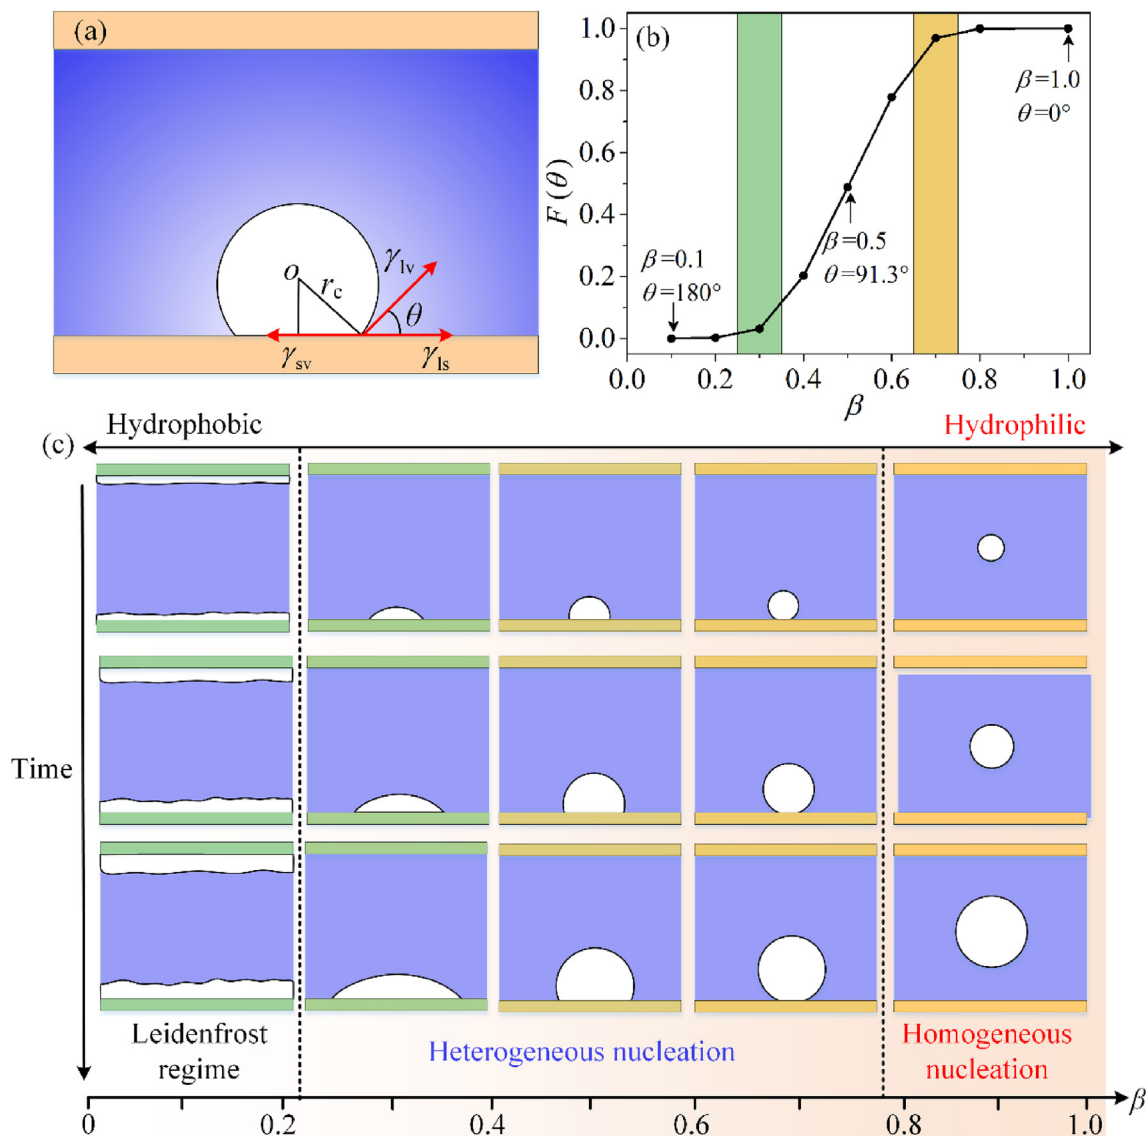 (a)
o
r_c
γ_lv
θ
γ_sv
γ_ls
(b)
F (θ)
1.0
0.8
0.6
0.4
0.2
0.0
β=1.0
θ=0°
β=0.5
θ=91.3°
β=0.1
θ=180°
0.0 0.2 0.4 0.6 0.8 1.0
β
(c)
Hydrophobic
Hydrophilic
Time
Leidenfrost
regime
Heterogeneous nucleation
Homogeneous
nucleation
0 0.2 0.4 0.6 0.8 1.0 β